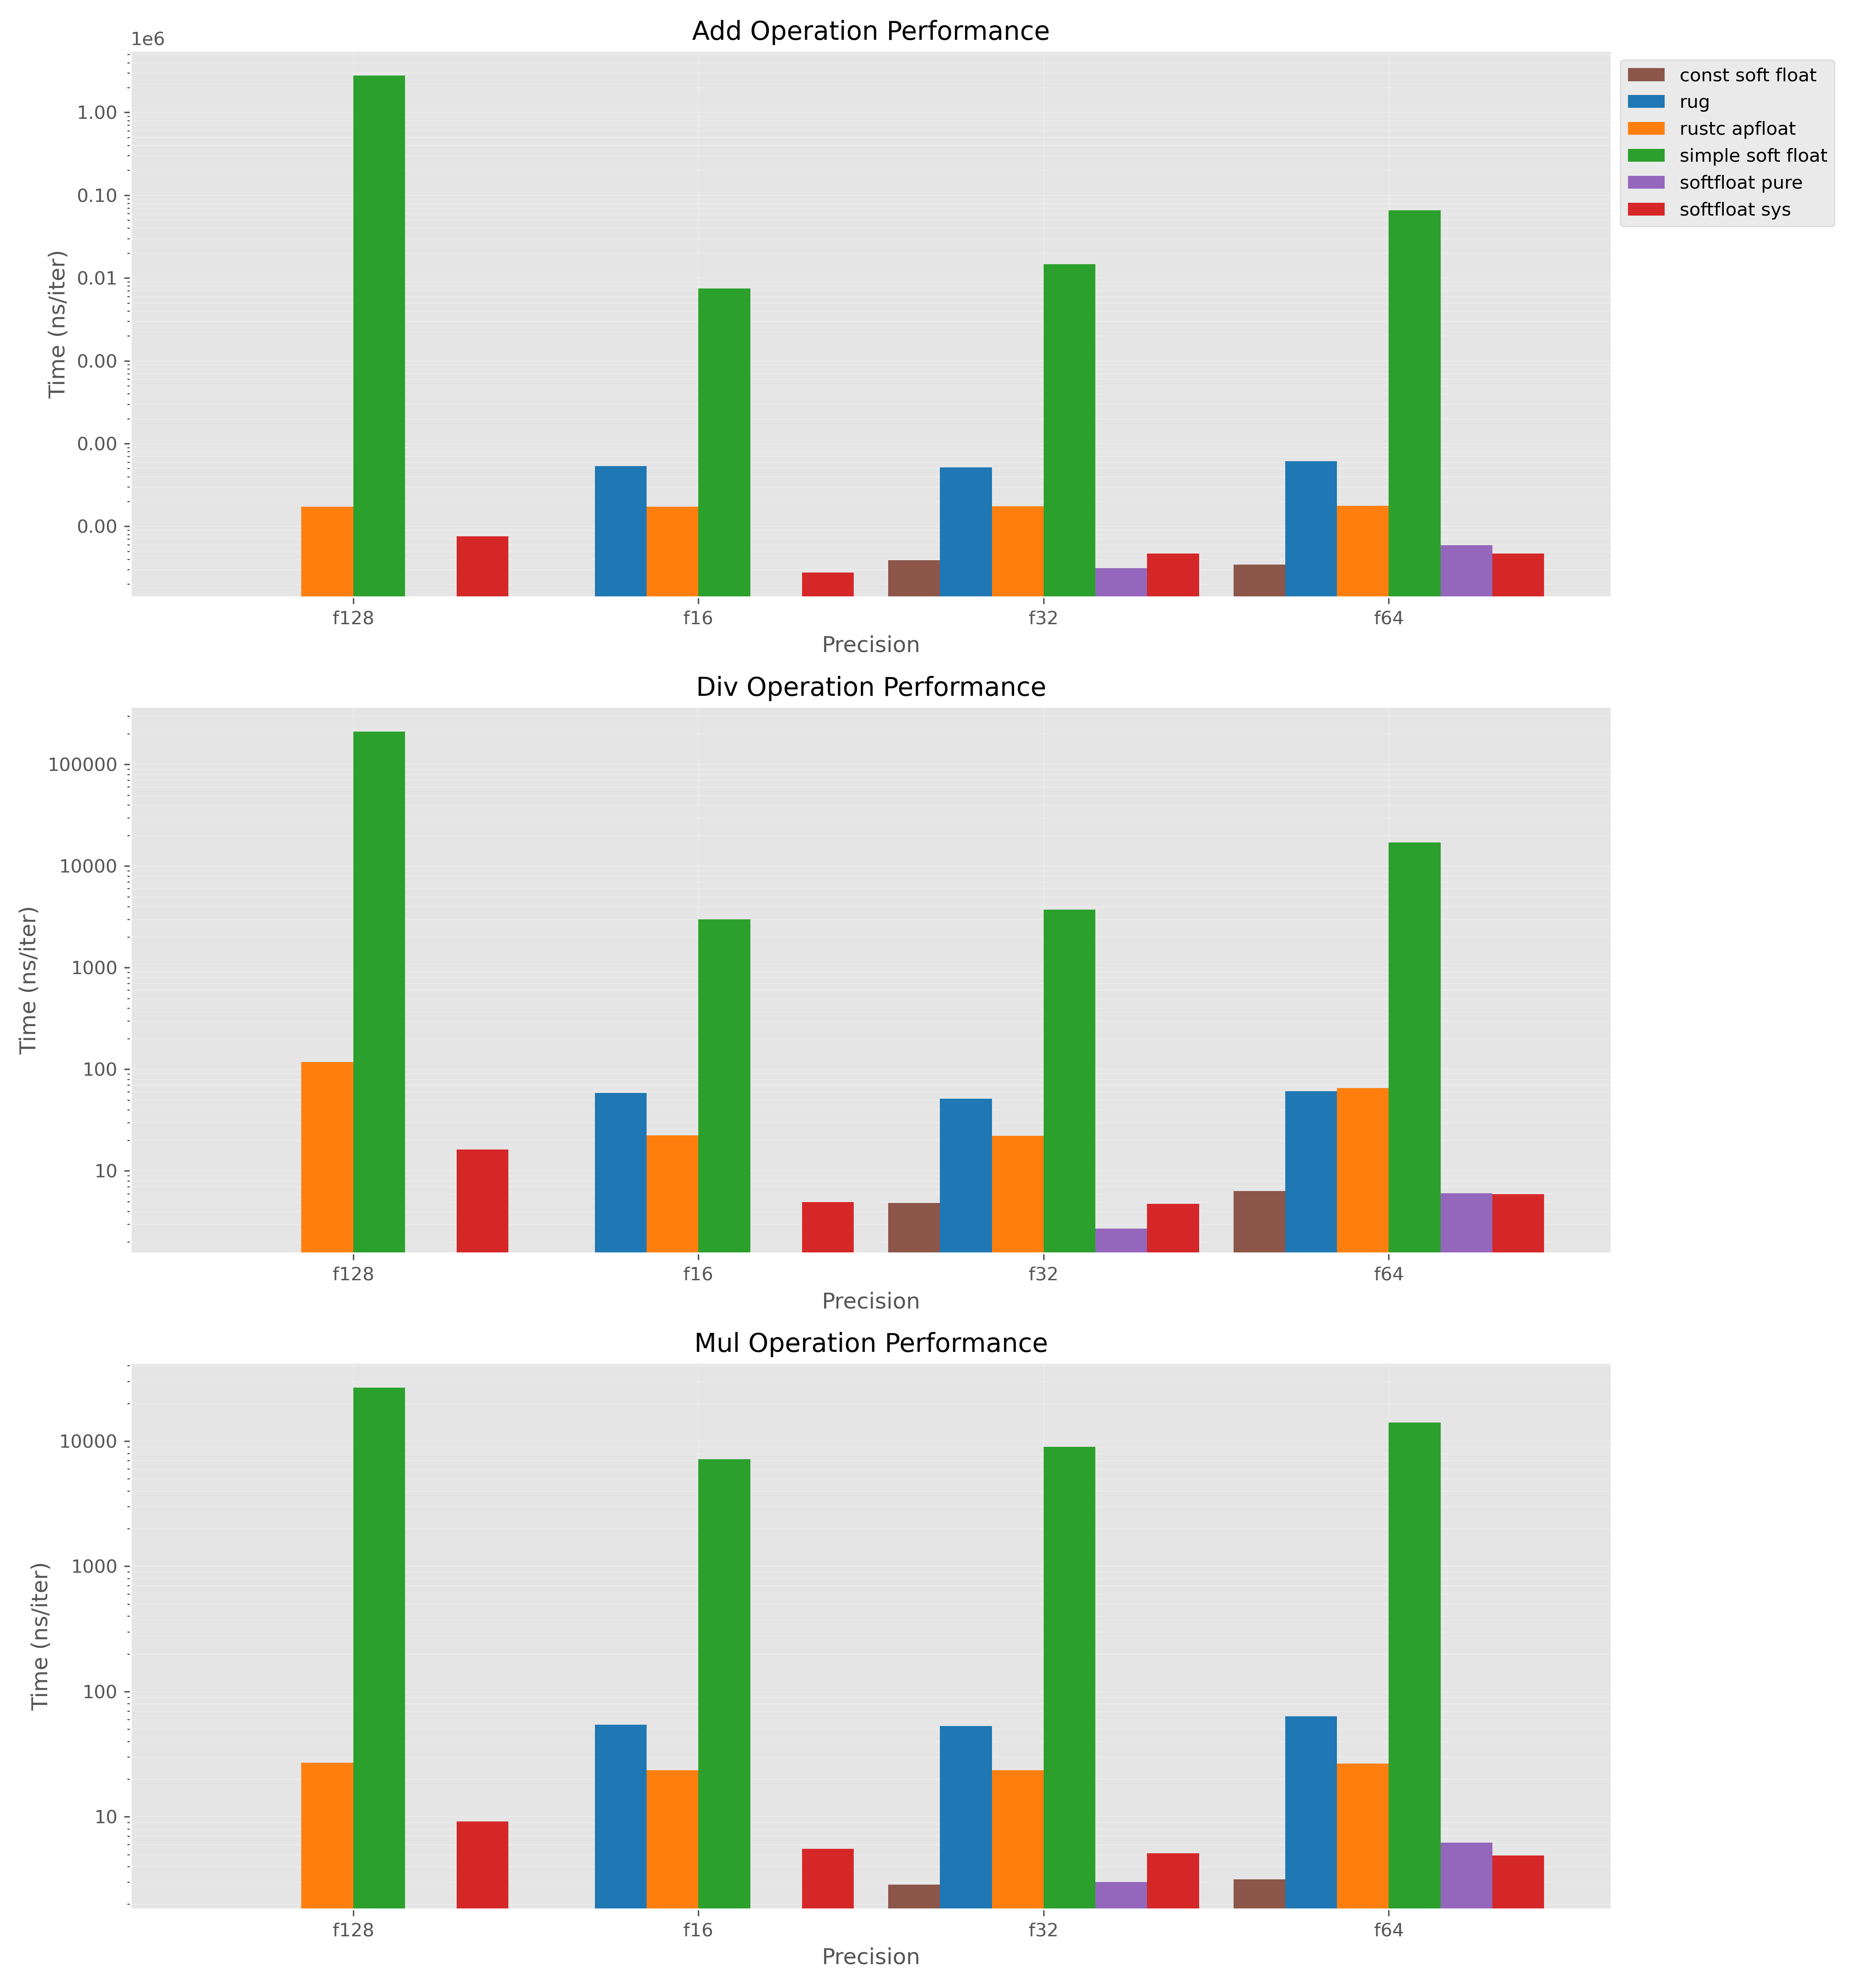 Add Operation Performance
1e6
1.00
0.10
0.01
0.00
0.00
0.00
Time (ns/iter)
f128 f16 f32 f64
Precision
const soft float
rug
rustc apfloat
simple soft float
softfloat pure
softfloat sys
Div Operation Performance
100000
10000
1000
100
10
Time (ns/iter)
f128 f16 f32 f64
Precision
Mul Operation Performance
10000
1000
100
10
Time (ns/iter)
f128 f16 f32 f64
Precision